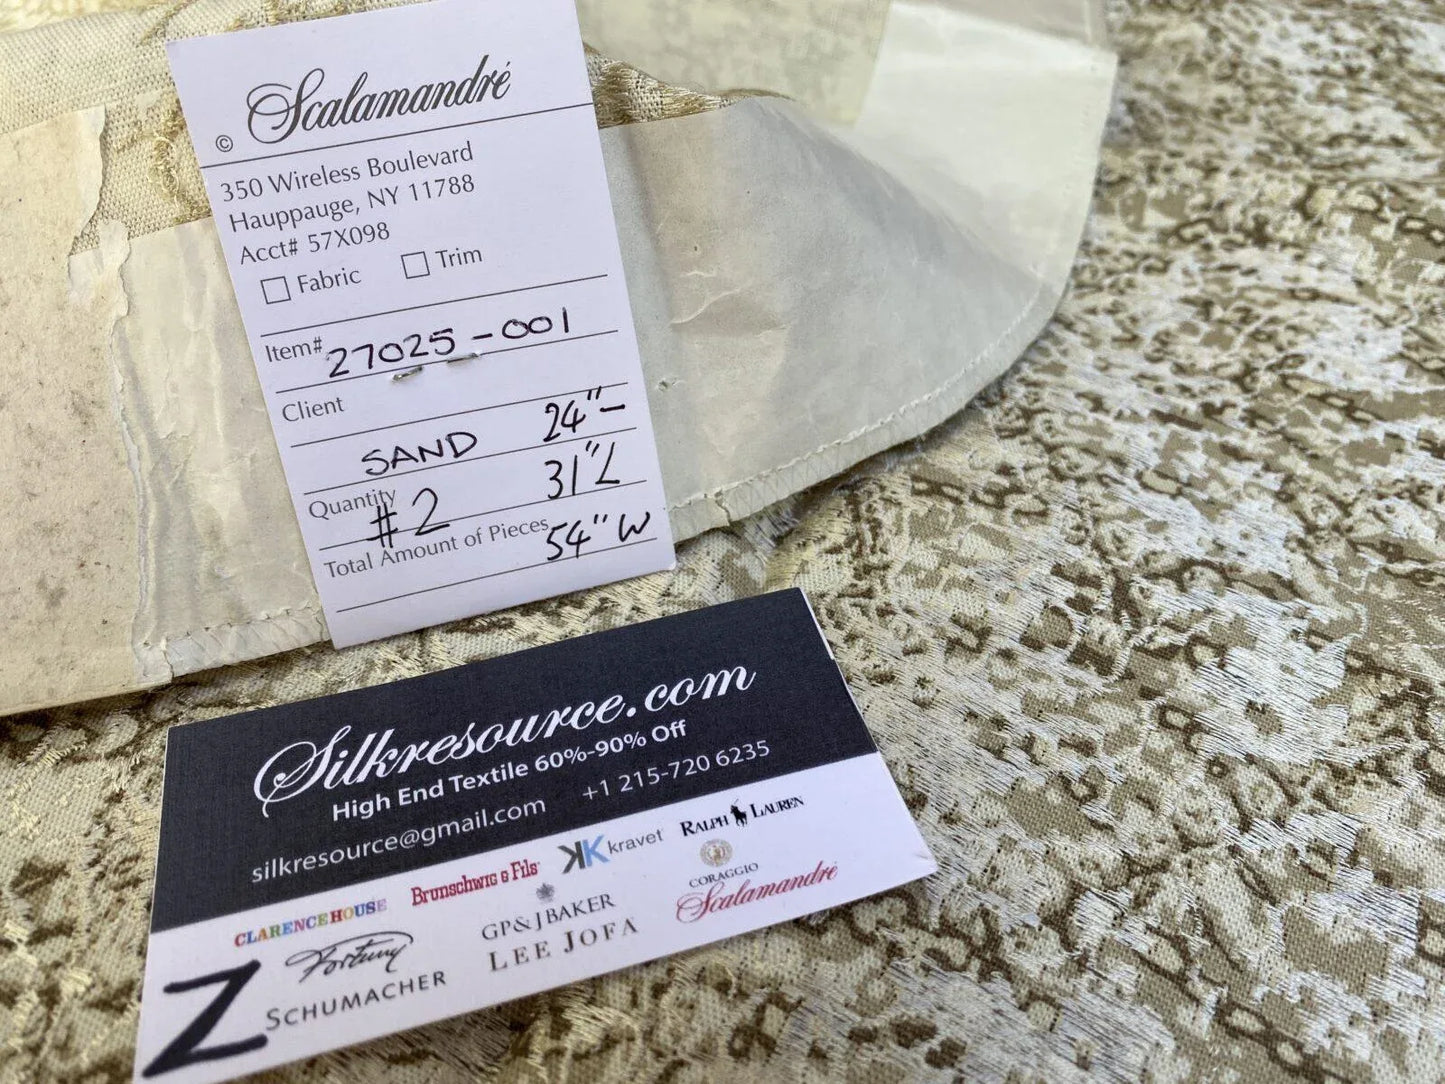 © Scalamandré
350 Wireless Boulevard
Hauppauge, NY 11788
Acct# 57X098
Fabric Trim
Item# 27025-001
Client
SAND 24"-
Quantity 31"L
#2
Total Amount of Pieces 54" W
Silkresource.com
High End Textile 60%-90% Off
silkresource@gmail.com +1 215-720 6235
CLARENCE HOUSE Brunschwig & Fils kravet RALPH LAUREN
Fortuny GP&JBAKER CORAGGIO
SCHUMACHER LEE JOFA Scalamandré
Z